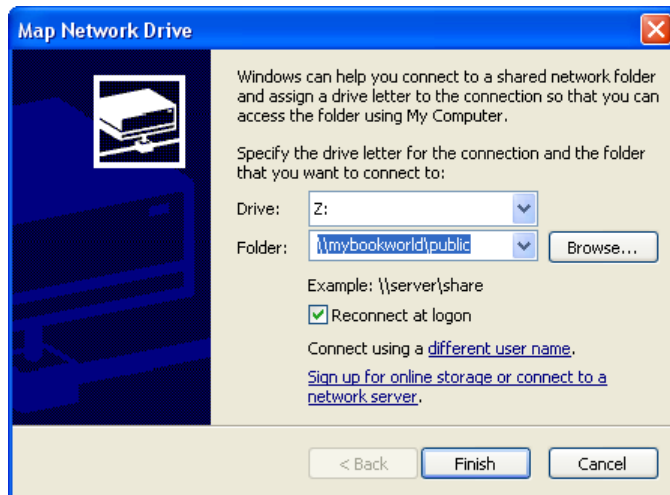 Map Network Drive
Windows can help you connect to a shared network folder
and assign a drive letter to the connection so that you can
access the folder using My Computer.
Specify the drive letter for the connection and the folder
that you want to connect to:
Drive: Z:
Folder: \\mybookworld\public Browse...
Example: \\server\share
Reconnect at logon
Connect using a different user name.
Sign up for online storage or connect to a
network server.
< Back Finish Cancel